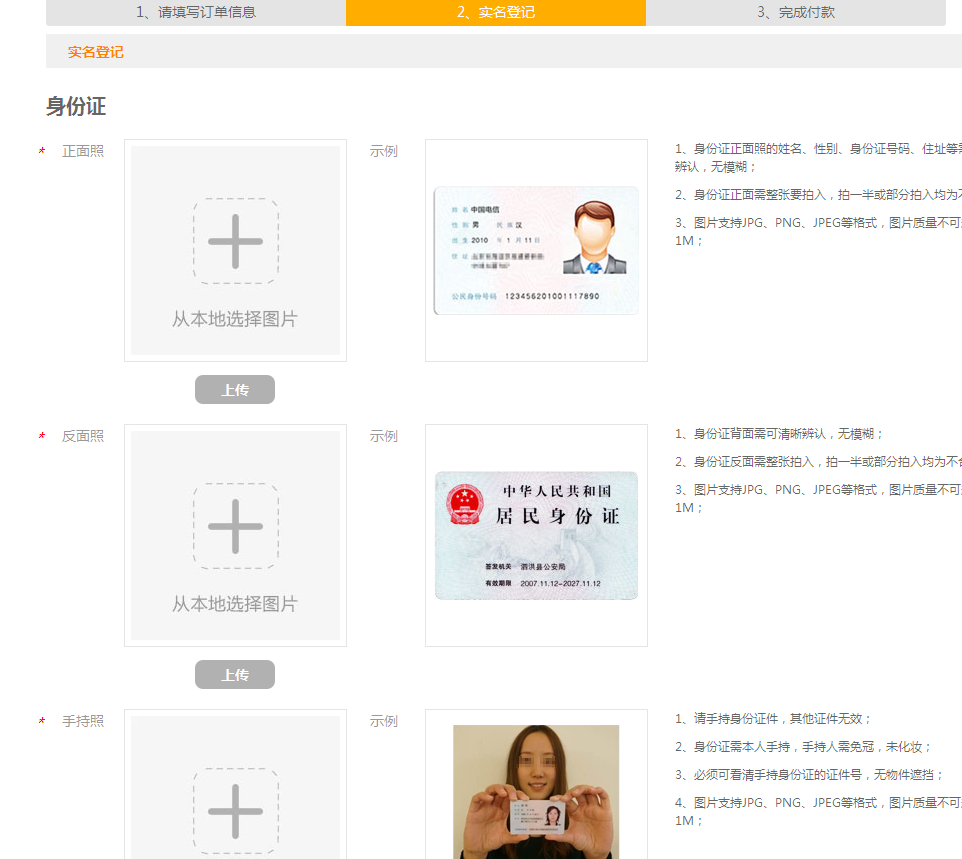 1、请填写订单信息
2、实名登记
3、完成付款
实名登记
身份证
* 正面照
从本地选择图片
上传
示例
姓 名 中国电信
性 别 男 民 族 汉
出 生 2010 年 1 月 11 日
住 址
公民身份号码 123456201001117890
1、身份证正面照的姓名、性别、身份证号码、住址等
辨认，无模糊；
2、身份证正面需整张要拍入，拍一半或部分拍入均为
3、图片支持JPG、PNG、JPEG等格式，图片质量不可
1M；
* 反面照
从本地选择图片
上传
示例
中华人民共和国
居民身份证
签发机关 泗洪县公安局
有效期限 2007.11.12-2027.11.12
1、身份证背面需可清晰辨认，无模糊；
2、身份证反面需整张拍入，拍一半或部分拍入均为不
3、图片支持JPG、PNG、JPEG等格式，图片质量不可
1M；
* 手持照
示例
1、请手持身份证件，其他证件无效；
2、身份证需本人手持，手持人需免冠，未化妆；
3、必须可看清手持身份证的证件号，无物件遮挡；
4、图片支持JPG、PNG、JPEG等格式，图片质量不可
1M；